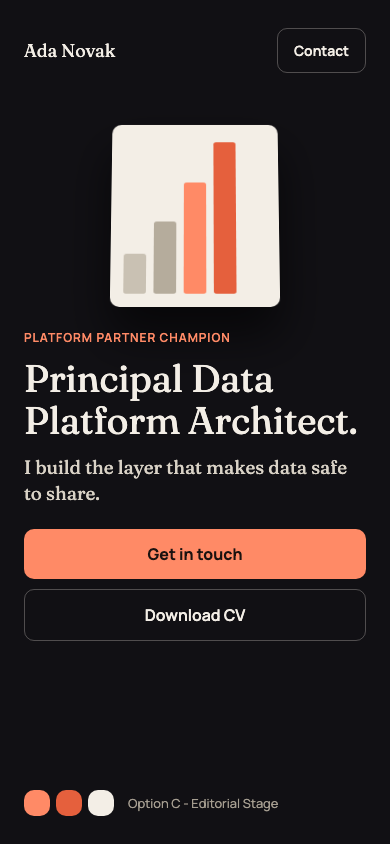 Ada Novak
Contact
PLATFORM PARTNER CHAMPION
Principal Data
Platform Architect.
I build the layer that makes data safe
to share.
Get in touch
Download CV
Option C - Editorial Stage